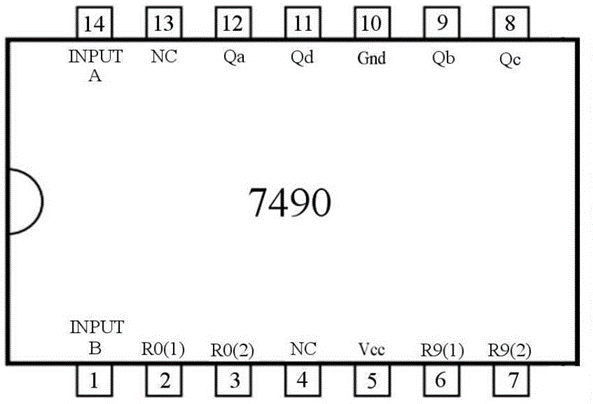 14 13 12 11 10 9 8
INPUT A NC Qa Qd Gnd Qb Qc
7490
INPUT B R0(1) R0(2) NC Vcc R9(1) R9(2)
1 2 3 4 5 6 7